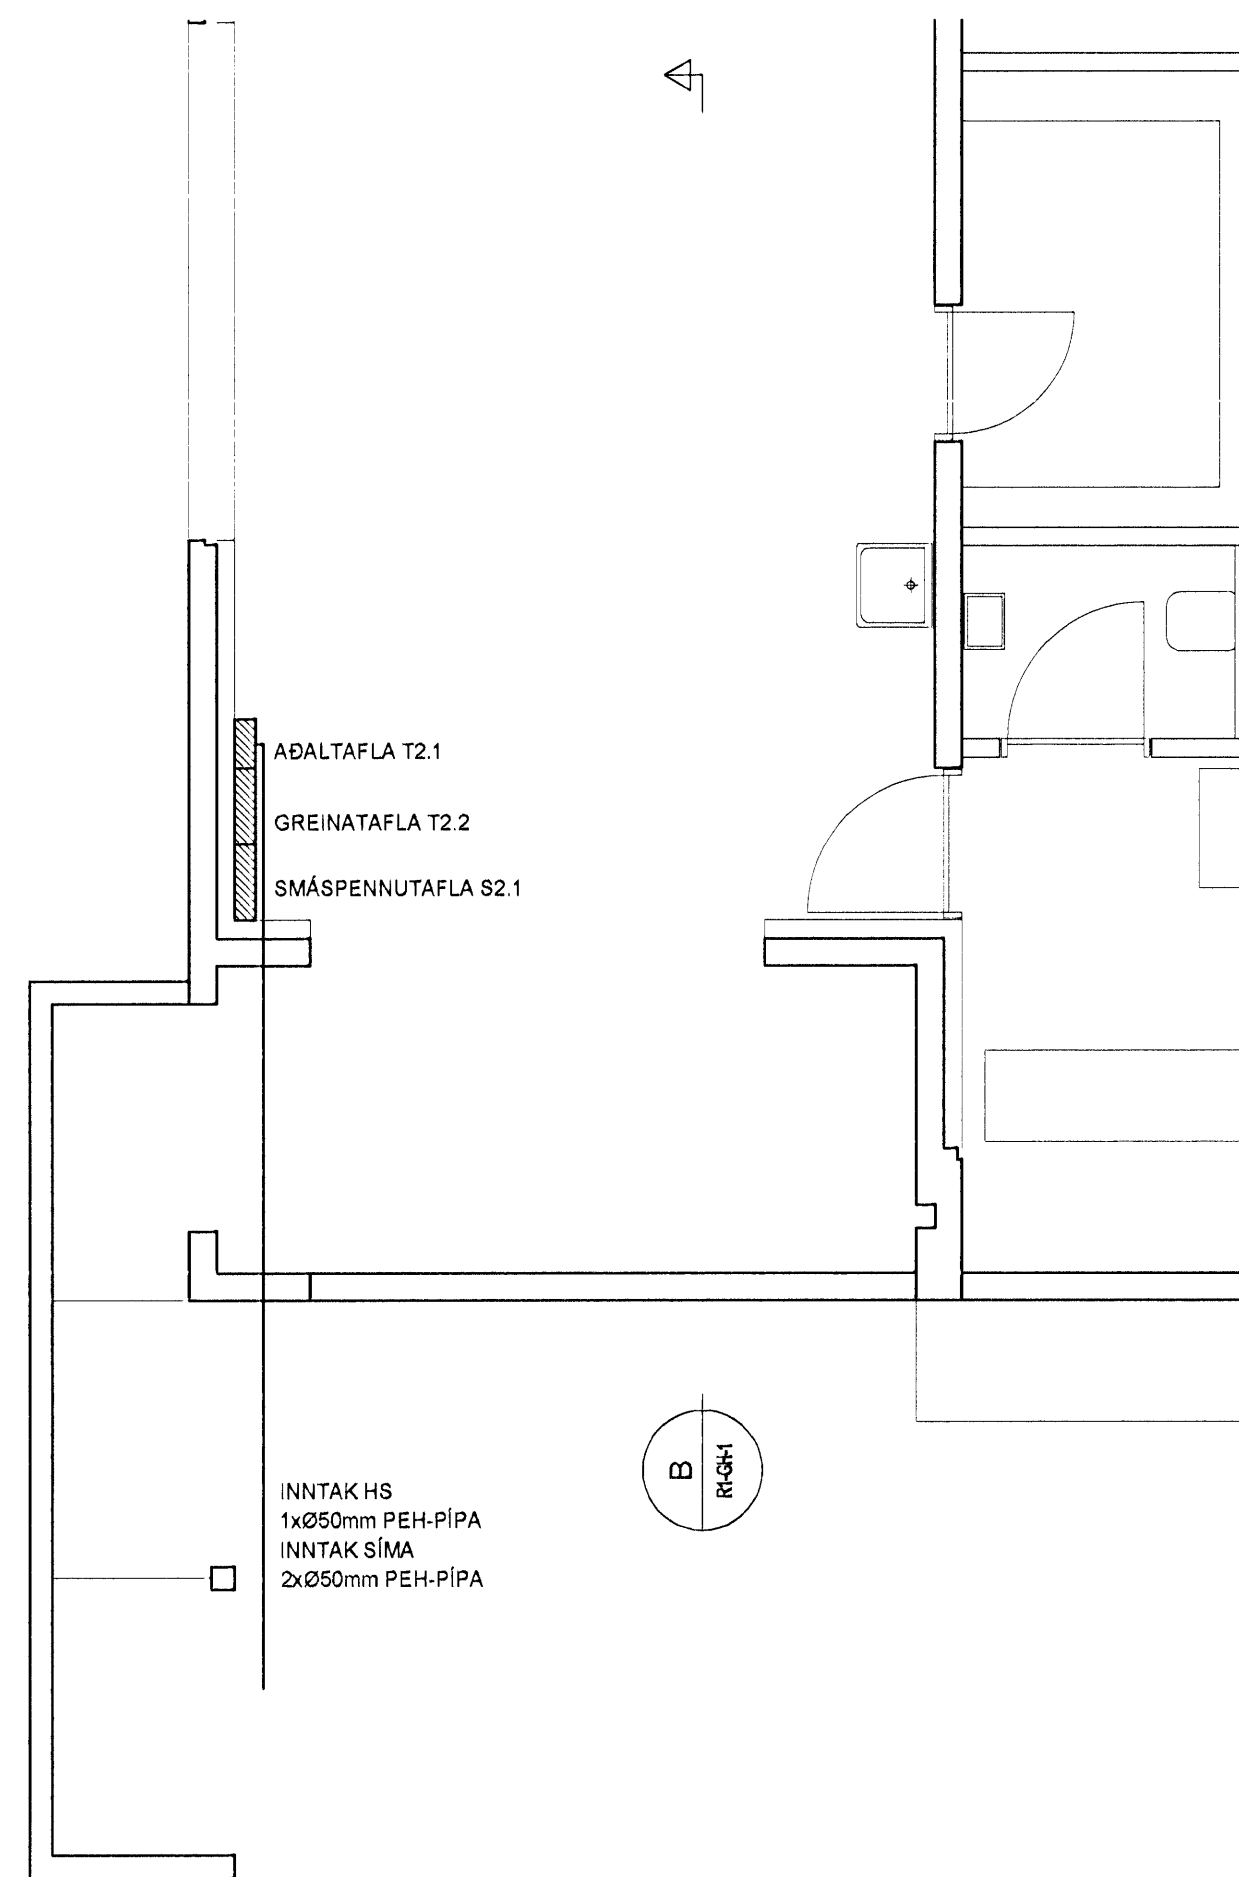 AÐALTAFLA T2.1
GREINATAFLA T2.2
SMÁSPENNUTAFLA S2.1
INNTAK HS
1xØ50mm PEH-PÍPA
INNTAK SÍMA
2xØ50mm PEH-PÍPA
B
R1-GH-1